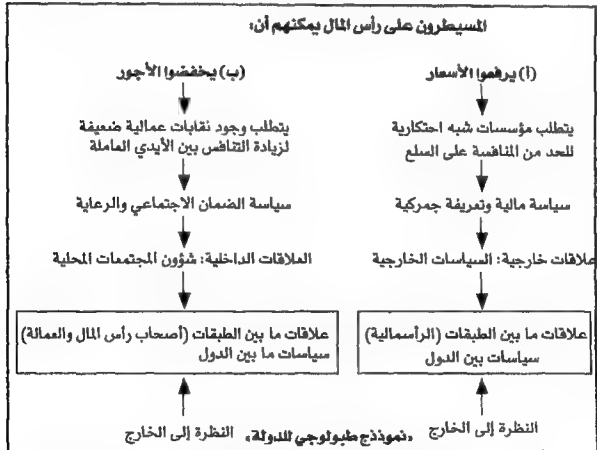 المسيطرون على رأس المال يمكنهم أن:
(أ) يرفعوا الأسعار
(ب) يخفضوا الأجور
يتطلب مؤسسات شبه احتكارية
للحد من المنافسة على السلع
يتطلب وجود نقابات عمالية ضعيفة
لزيادة التنافس بين الأيدي العاملة
سياسة مالية وتعريفة جمركية
سياسة الضمان الاجتماعي والرعاية
علاقات خارجية: السياسات الخارجية
العلاقات الداخلية: شؤون المجتمعات المحلية
علاقات ما بين الطبقات (الرأسمالية)
سياسات بين الدول
علاقات ما بين الطبقات (أصحاب رأس المال والعمالة)
سياسات ما بين الدول
النظرة إلى الخارج
النظرة إلى الخارج
«نموذذج طبولوجي للدولة»